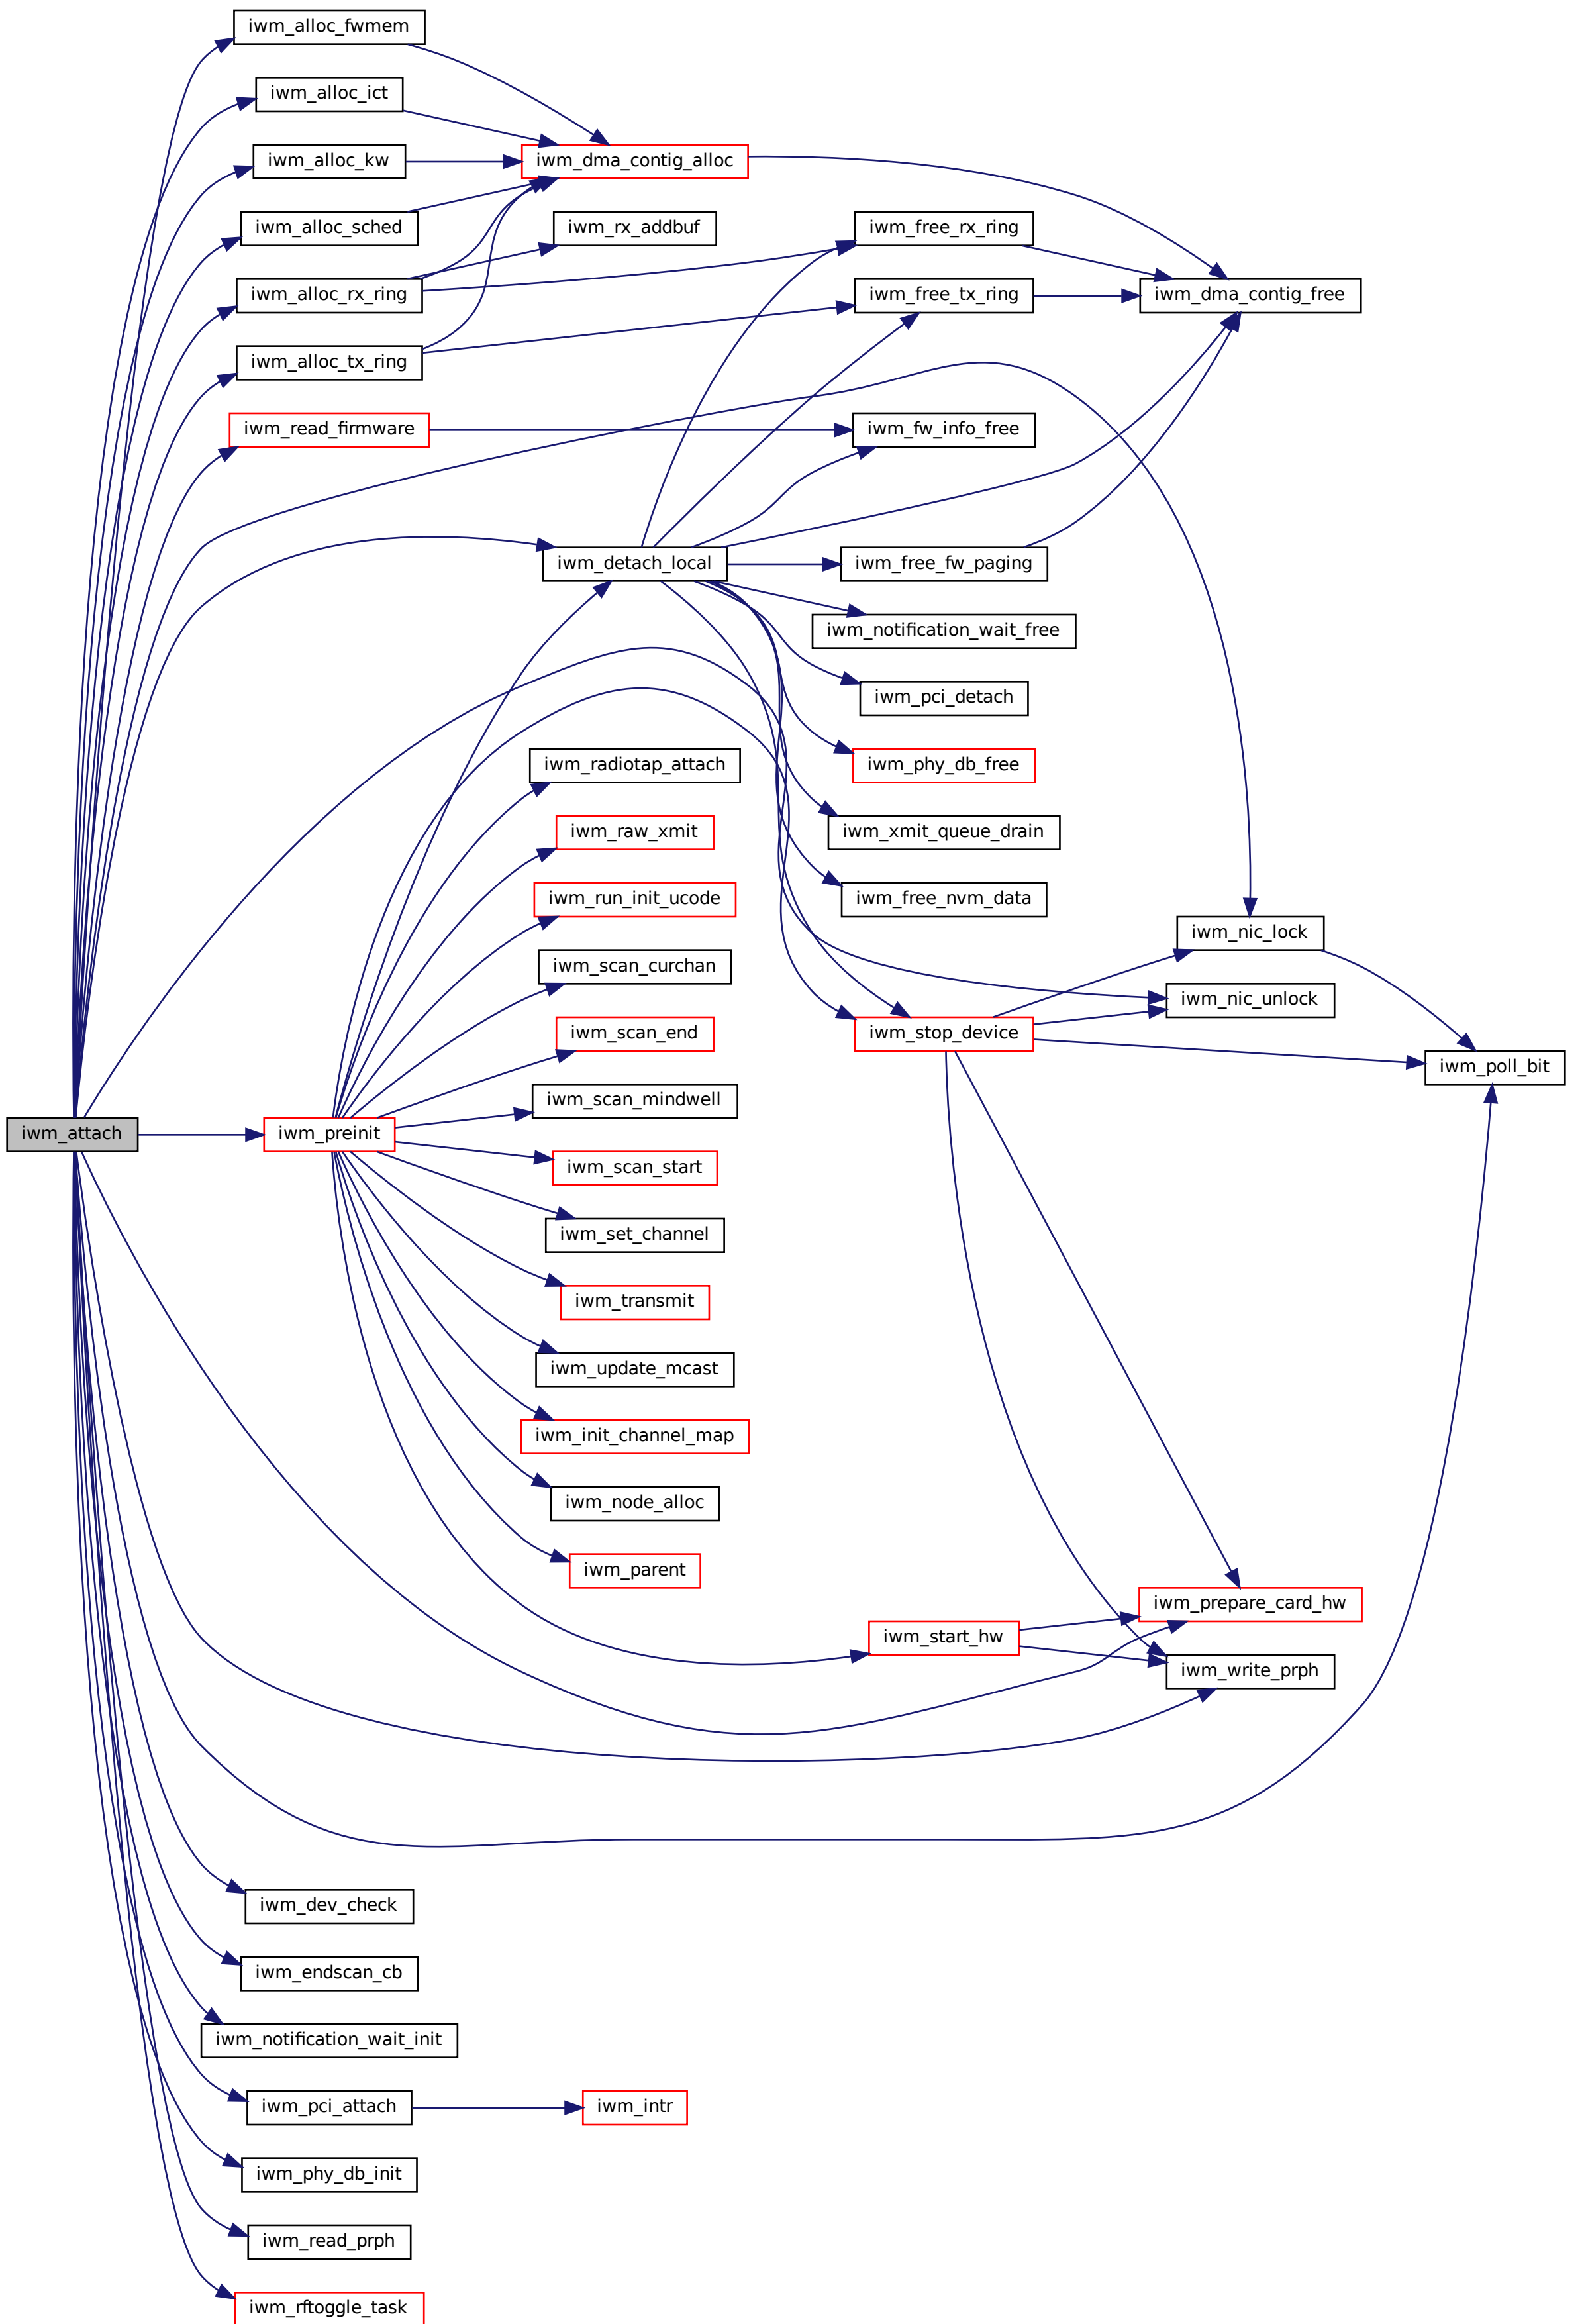 iwm_alloc_fwmem
iwm_alloc_ict
iwm_alloc_kw
iwm_dma_contig_alloc
iwm_alloc_sched
iwm_rx_addbuf
iwm_free_rx_ring
iwm_alloc_rx_ring
iwm_free_tx_ring
iwm_dma_contig_free
iwm_alloc_tx_ring
iwm_read_firmware
iwm_fw_info_free
iwm_detach_local
iwm_free_fw_paging
iwm_notification_wait_free
iwm_pci_detach
iwm_radiotap_attach
iwm_phy_db_free
iwm_raw_xmit
iwm_xmit_queue_drain
iwm_run_init_ucode
iwm_free_nvm_data
iwm_nic_lock
iwm_scan_curchan
iwm_nic_unlock
iwm_scan_end
iwm_stop_device
iwm_poll_bit
iwm_scan_mindwell
iwm_attach
iwm_preinit
iwm_scan_start
iwm_set_channel
iwm_transmit
iwm_update_mcast
iwm_init_channel_map
iwm_node_alloc
iwm_parent
iwm_prepare_card_hw
iwm_start_hw
iwm_write_prph
iwm_dev_check
iwm_endscan_cb
iwm_notification_wait_init
iwm_pci_attach
iwm_intr
iwm_phy_db_init
iwm_read_prph
iwm_rftoggle_task